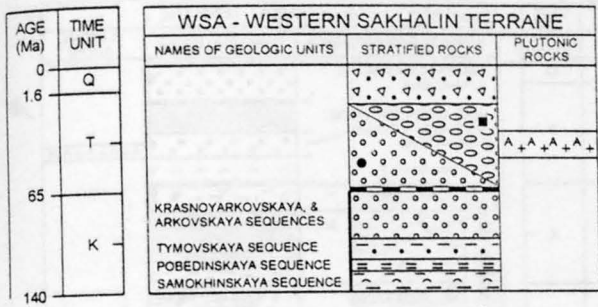 AGE
(Ma)
TIME
UNIT
WSA - WESTERN SAKHALIN TERRANE
NAMES OF GEOLOGIC UNITS
STRATIFIED ROCKS
PLUTONIC
ROCKS
0
Q
1.6
T
A + A + A + A +
65
KRASNOYARKOVSKAYA, &
ARKOVSKAYA SEQUENCES
K
TYMOVSKAYA SEQUENCE
POBEDINSKAYA SEQUENCE
SAMOKHINSKAYA SEQUENCE
140